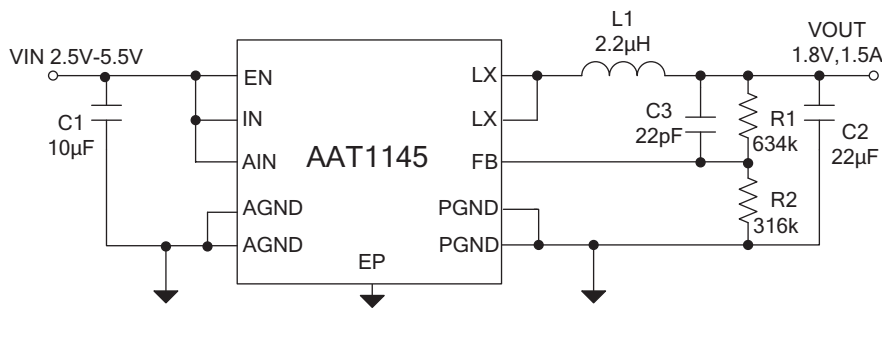 L1
2.2μH
VIN 2.5V-5.5V
VOUT
1.8V,1.5A
C1
10μF
EN
IN
AIN
AGND
AGND
AAT1145
EP
LX
LX
FB
PGND
PGND
C3
22pF
R1
634k
R2
316k
C2
22μF